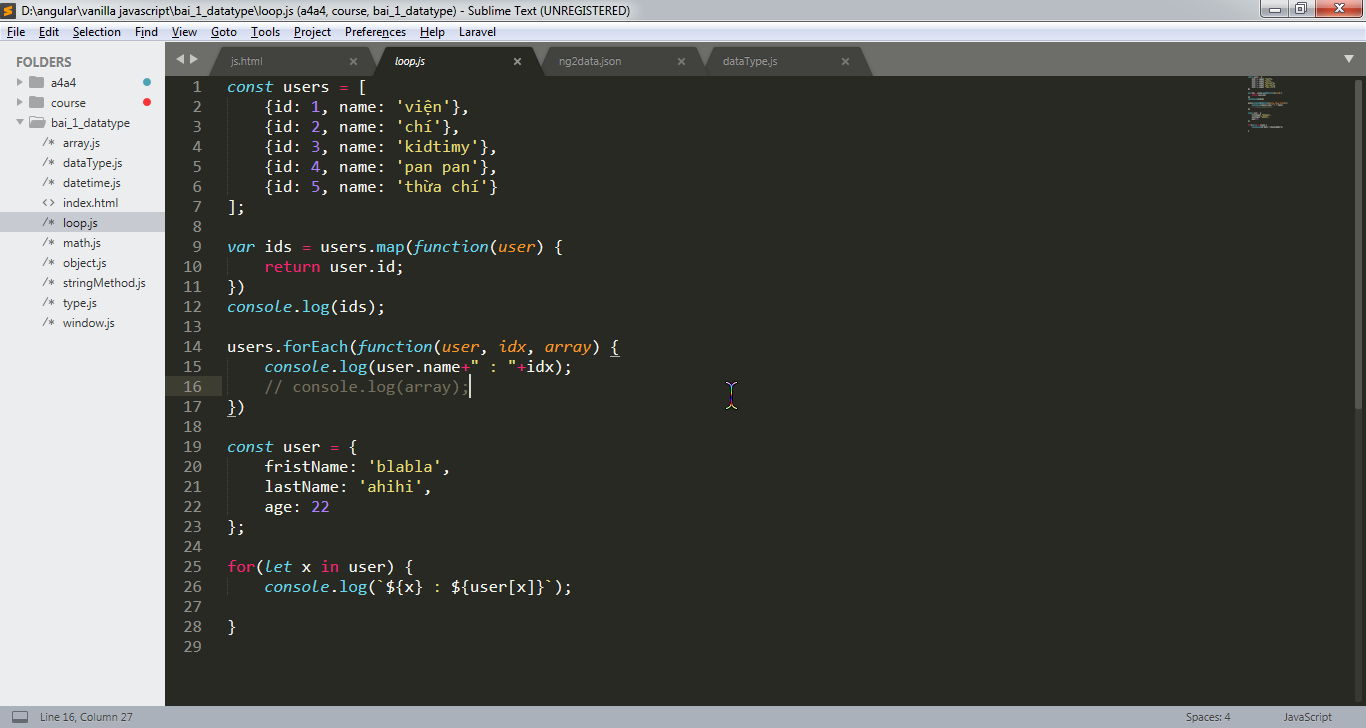 D:\angular\vanilla javascript\bai_1_datatype\loop.js (a4a4, course, bai_1_datatype) - Sublime Text (UNREGISTERED)
File Edit Selection Find View Goto Tools Project Preferences Help Laravel
FOLDERS
a4a4
course
bai_1_datatype
/* array.js
/* dataType.js
/* datetime.js
<> index.html
/* loop.js
/* math.js
/* object.js
/* stringMethod.js
/* type.js
/* window.js
js.html × loop.js × ng2data.json × dataType.js ×
1 const users = [
2     {id: 1, name: 'viện'},
3     {id: 2, name: 'chí'},
4     {id: 3, name: 'kidtimy'},
5     {id: 4, name: 'pan pan'},
6     {id: 5, name: 'thừa chí'}
7 ];
8
9 var ids = users.map(function(user) {
10     return user.id;
11 })
12 console.log(ids);
13
14 users.forEach(function(user, idx, array) {
15     console.log(user.name+" : "+idx);
16     // console.log(array);
17 })
18
19 const user = {
20     fristName: 'blabla',
21     lastName: 'ahihi',
22     age: 22
23 };
24
25 for(let x in user) {
26     console.log(`${x} : ${user[x]}`);
27
28 }
29
Line 16, Column 27 Spaces: 4 JavaScript